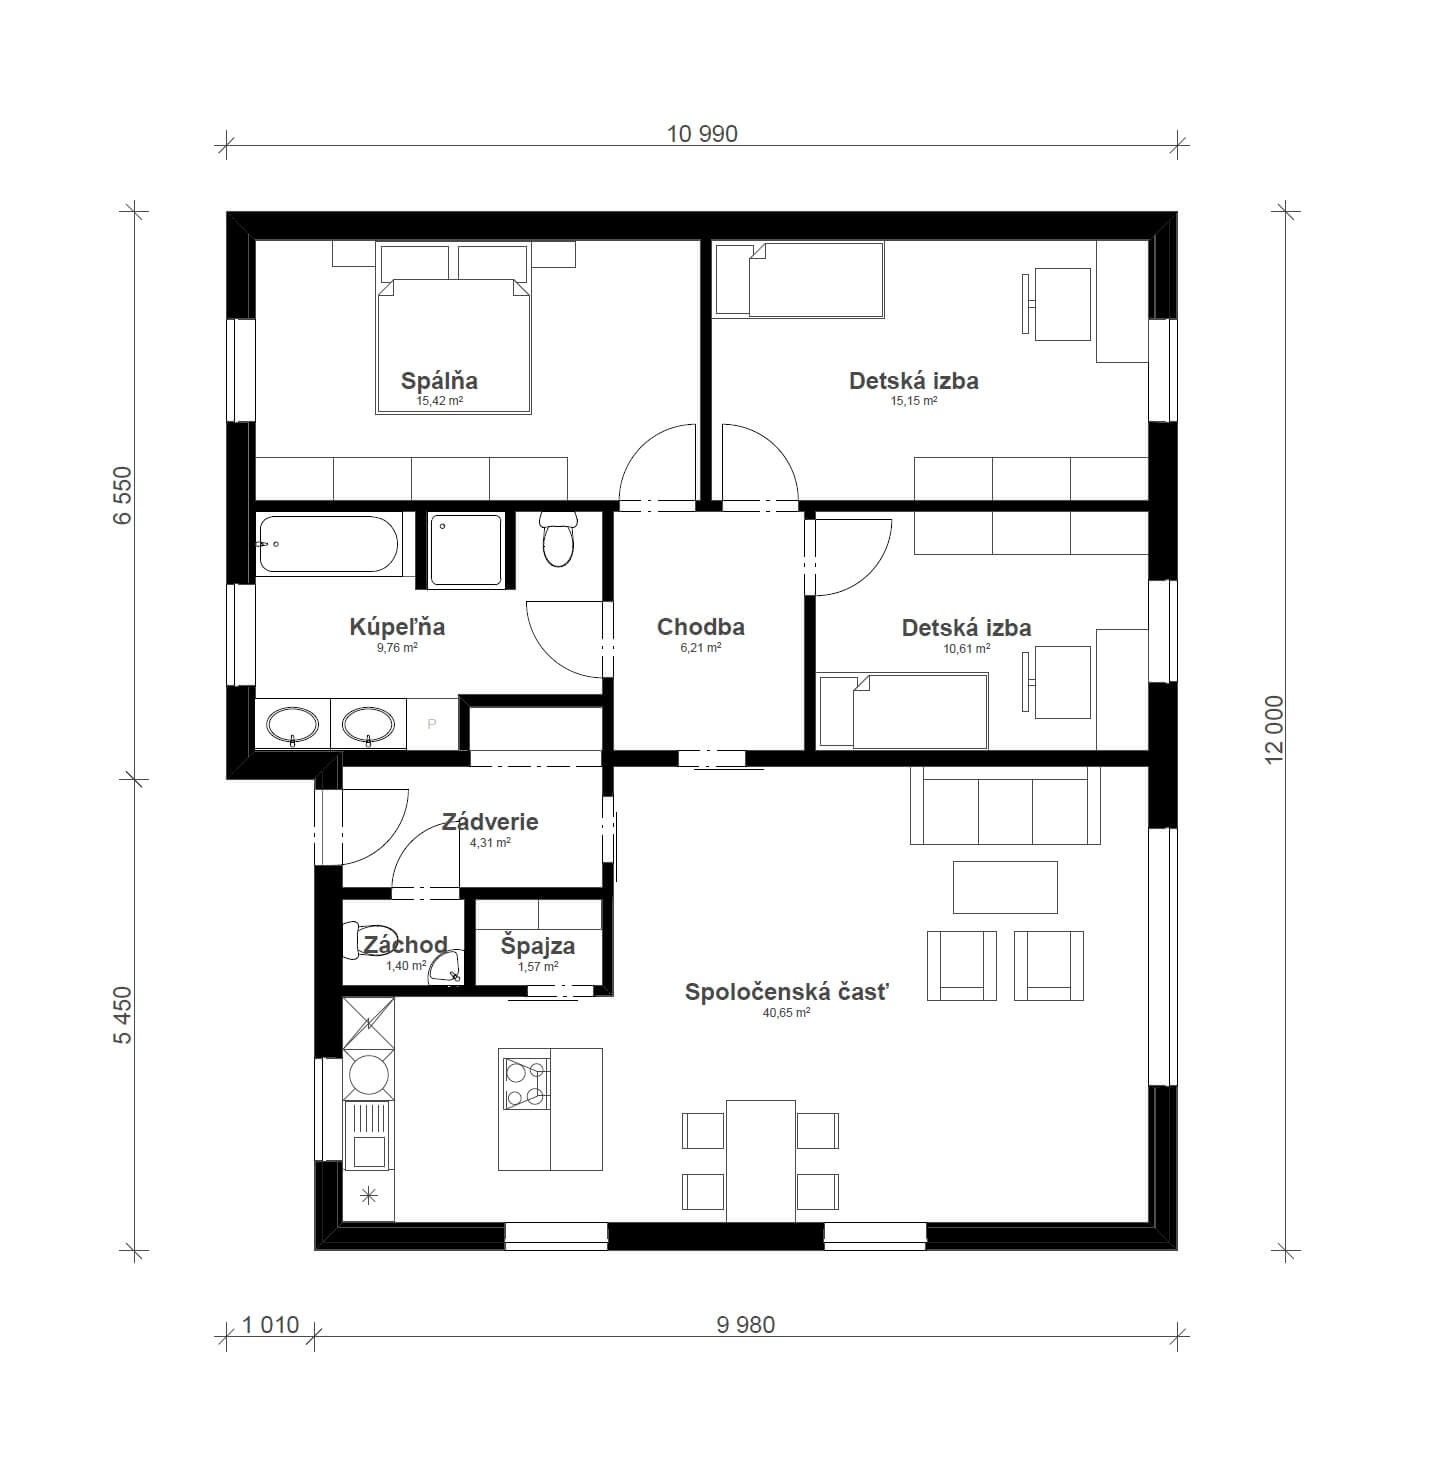 10 990
Spálňa
15,42 m²
Detská izba
15,15 m²
6 550
Kúpeľňa
9,76 m²
Chodba
6,21 m²
Detská izba
10,61 m²
P
12 000
Zádverie
4,31 m²
Záchod
1,40 m²
Špajza
1,57 m²
Spoločenská časť
40,65 m²
5 450
1 010
9 980